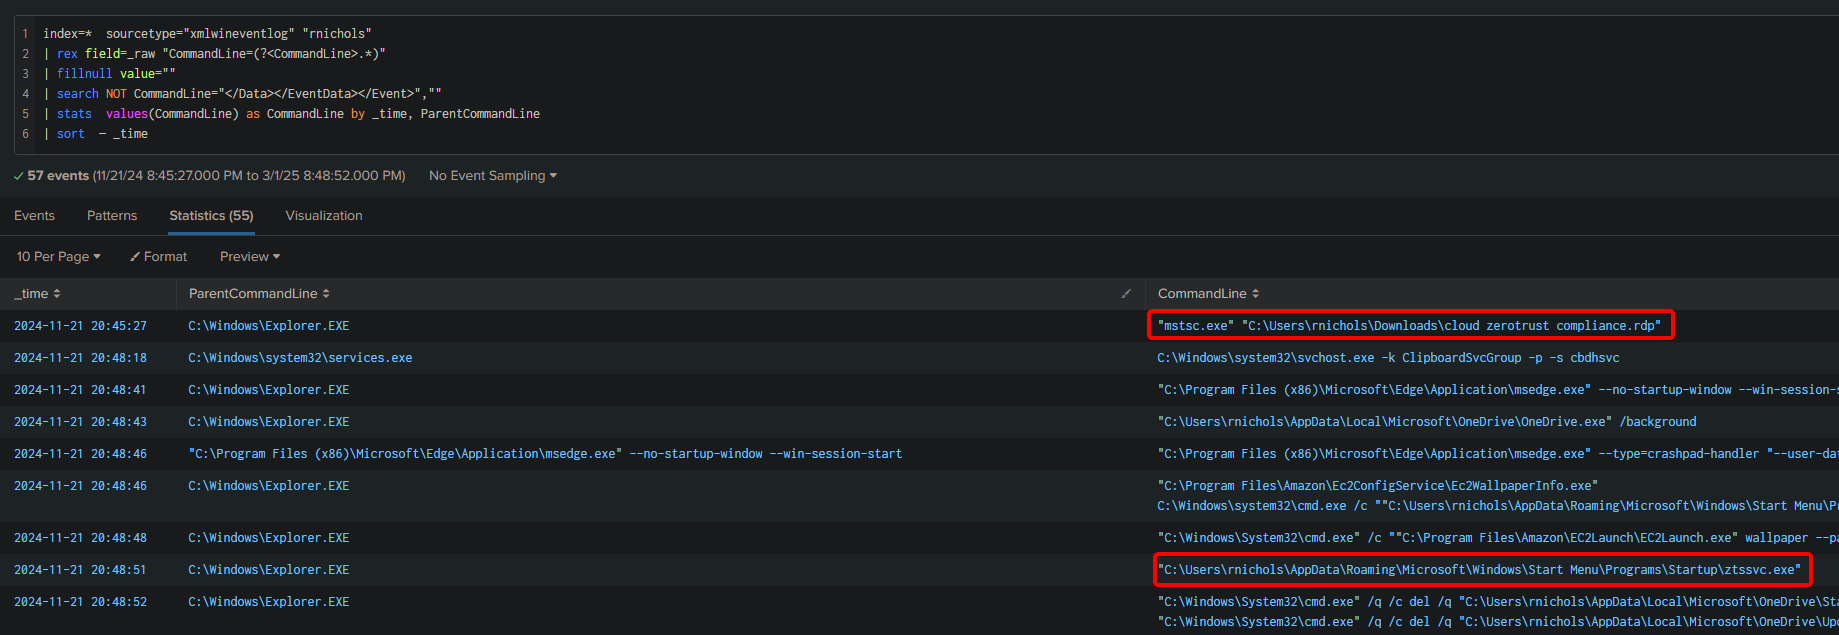 1 index=*  sourcetype="xmlwineventlog" "rnichols"
2 | rex field=_raw "CommandLine=(?<CommandLine>.*)"
3 | fillnull value=""
4 | search NOT CommandLine="</Data></EventData></Event>",""
5 | stats  values(CommandLine) as CommandLine by _time, ParentCommandLine
6 | sort  - _time
✓ 57 events (11/21/24 8:45:27.000 PM to 3/1/25 8:48:52.000 PM) No Event Sampling
Events Patterns Statistics (55) Visualization
10 Per Page Format Preview
_time ParentCommandLine CommandLine
2024-11-21 20:45:27 C:\Windows\Explorer.EXE "mstsc.exe" "C:\Users\rnichols\Downloads\cloud zerotrust compliance.rdp"
2024-11-21 20:48:18 C:\Windows\system32\services.exe C:\Windows\system32\svchost.exe -k ClipboardSvcGroup -p -s cbdhsvc
2024-11-21 20:48:41 C:\Windows\Explorer.EXE "C:\Program Files (x86)\Microsoft\Edge\Application\msedge.exe" --no-startup-window --win-session-s
2024-11-21 20:48:43 C:\Windows\Explorer.EXE "C:\Users\rnichols\AppData\Local\Microsoft\OneDrive\OneDrive.exe" /background
2024-11-21 20:48:46 "C:\Program Files (x86)\Microsoft\Edge\Application\msedge.exe" --no-startup-window --win-session-start "C:\Program Files (x86)\Microsoft\Edge\Application\msedge.exe" --type=crashpad-handler "--user-dat
2024-11-21 20:48:46 C:\Windows\Explorer.EXE "C:\Program Files\Amazon\Ec2ConfigService\Ec2WallpaperInfo.exe"
C:\Windows\system32\cmd.exe /c ""C:\Users\rnichols\AppData\Roaming\Microsoft\Windows\Start Menu\Pr
2024-11-21 20:48:48 C:\Windows\Explorer.EXE "C:\Windows\System32\cmd.exe" /c ""C:\Program Files\Amazon\EC2Launch\EC2Launch.exe" wallpaper --pa
2024-11-21 20:48:51 C:\Windows\Explorer.EXE "C:\Users\rnichols\AppData\Roaming\Microsoft\Windows\Start Menu\Programs\Startup\ztssvc.exe"
2024-11-21 20:48:52 C:\Windows\Explorer.EXE "C:\Windows\System32\cmd.exe" /q /c del /q "C:\Users\rnichols\AppData\Local\Microsoft\OneDrive\Sta
"C:\Windows\System32\cmd.exe" /q /c del /q "C:\Users\rnichols\AppData\Local\Microsoft\OneDrive\Upd